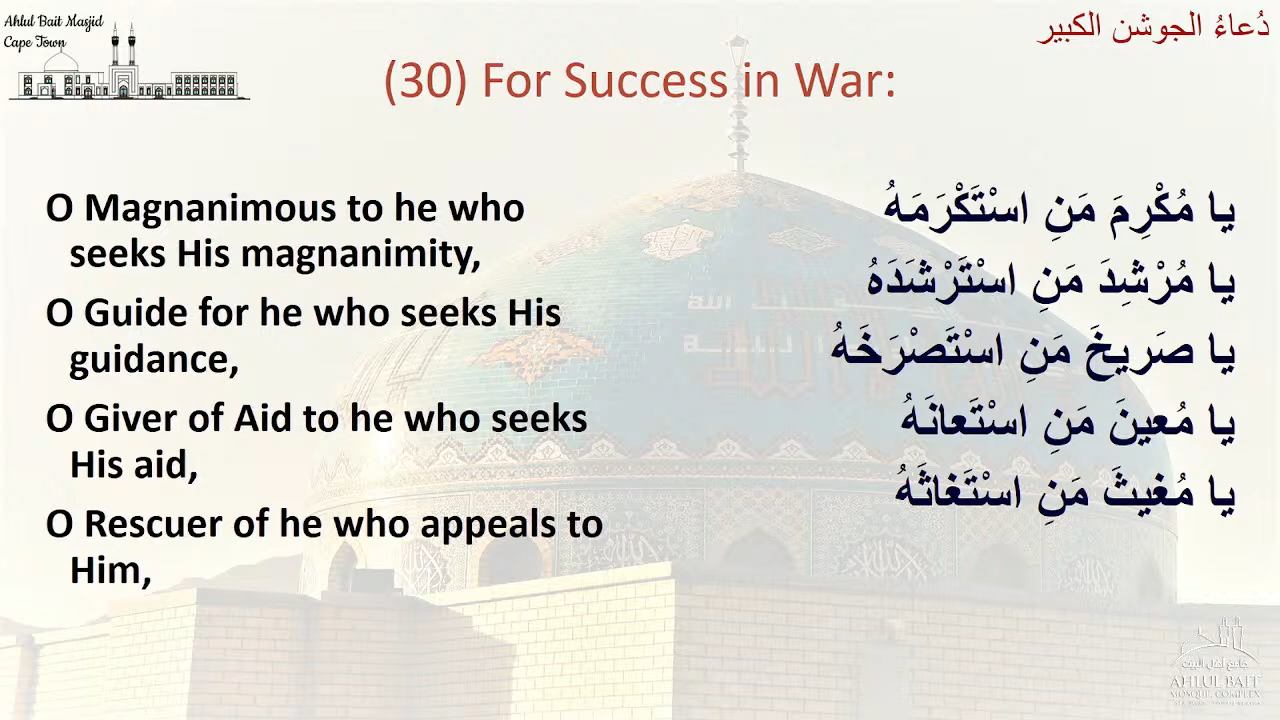 Ahlul Bait Masjid
Cape Town
دُعاءُ الجوشن الكبير
(30) For Success in War:
O Magnanimous to he who
seeks His magnanimity,
O Guide for he who seeks His
guidance,
O Giver of Aid to he who seeks
His aid,
O Rescuer of he who appeals to
Him,
يا مُكْرِمَ مَنِ اسْتَكْرَمَهُ
يا مُرْشِدَ مَنِ اسْتَرْشَدَهُ
يا صَريخَ مَنِ اسْتَصْرَخَهُ
يا مُعينَ مَنِ اسْتَعانَهُ
يا مُغيثَ مَنِ اسْتَغاثَهُ
AHLUL BAIT
MOSQUE COMPLEX